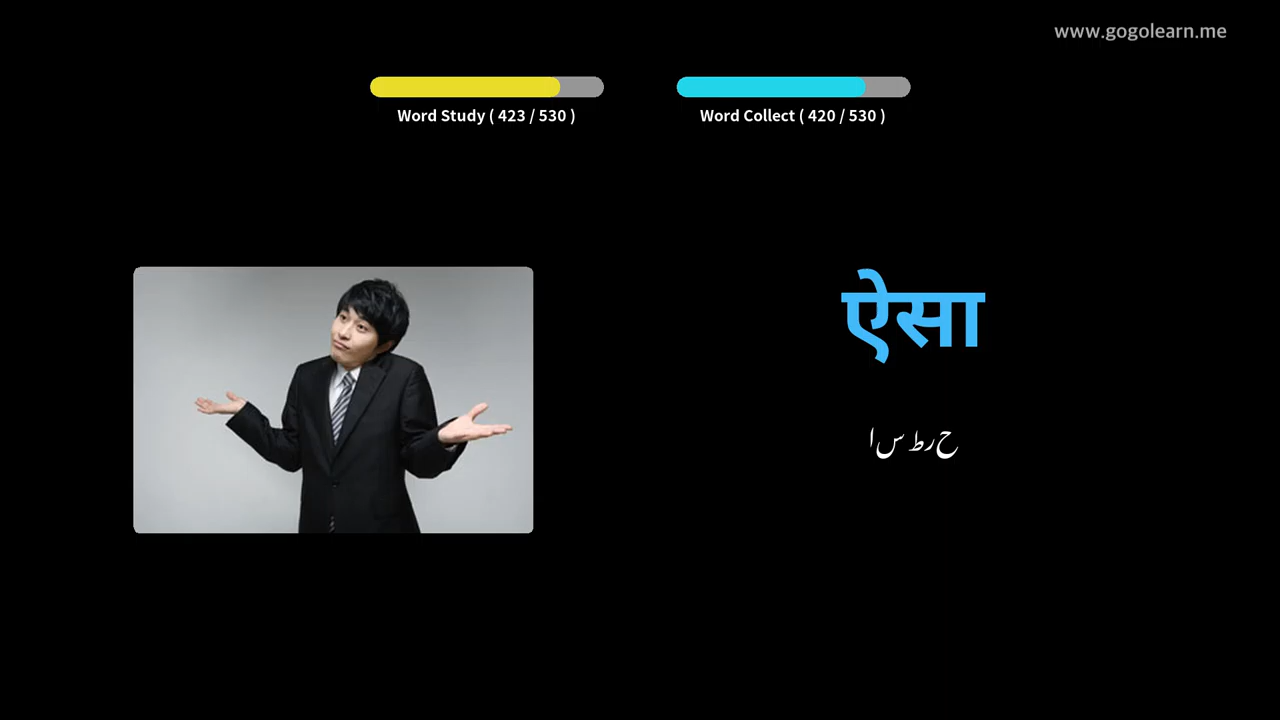 www.gogolearn.me
Word Study ( 423 / 530 )
Word Collect ( 420 / 530 )
ऐसा
اس طرح